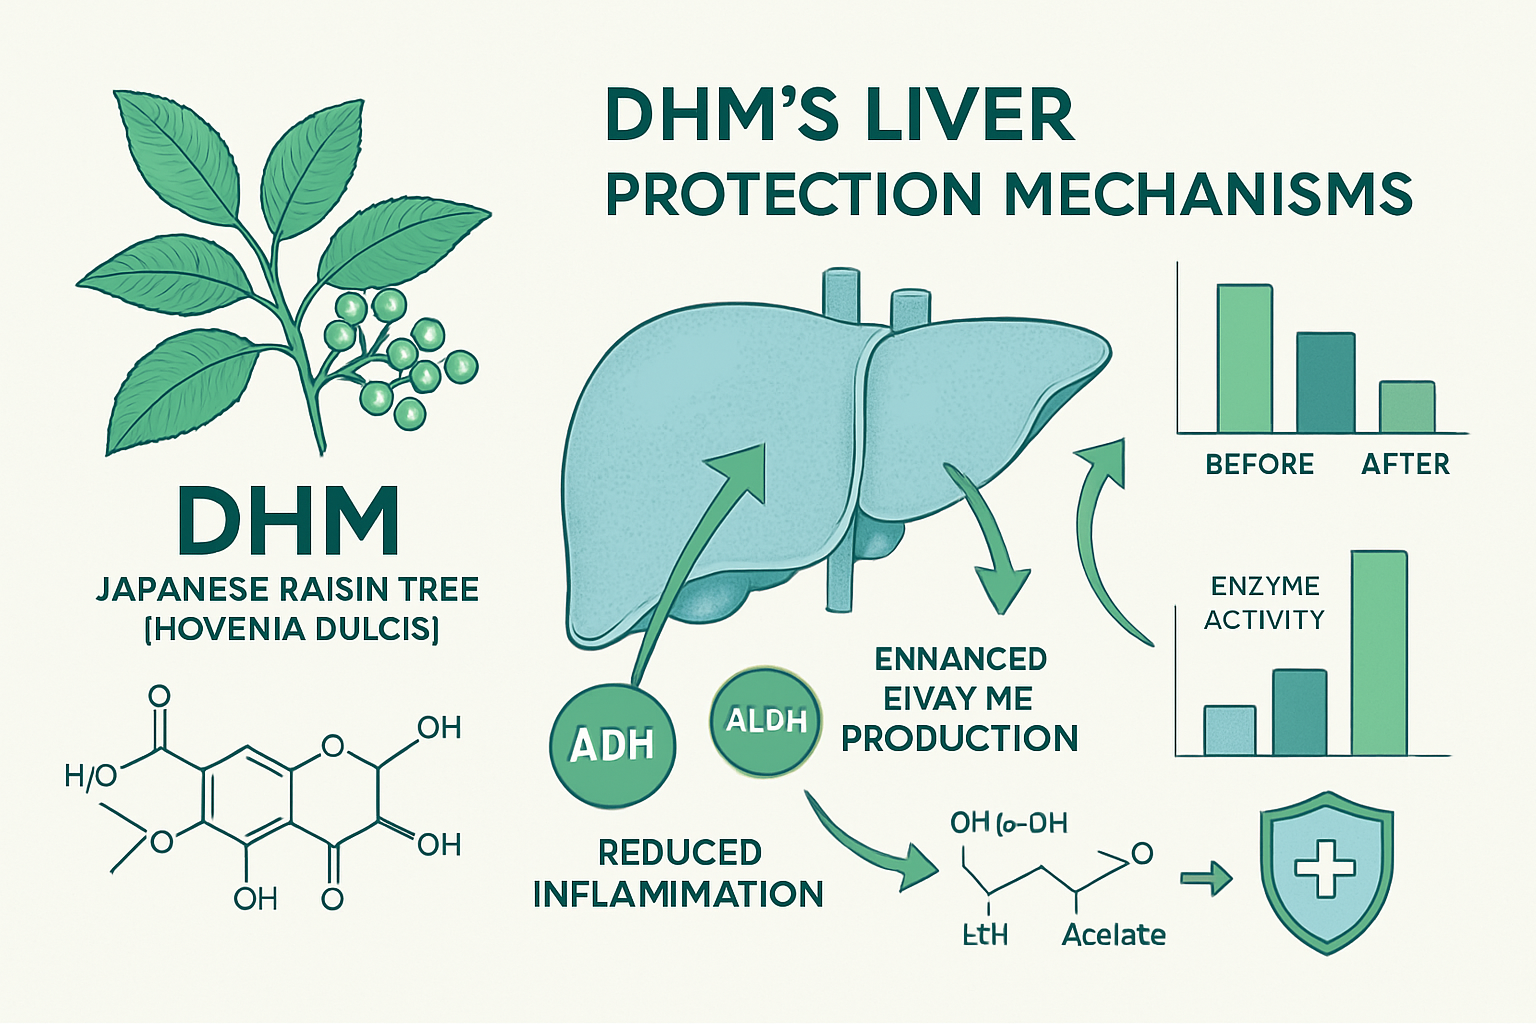 DHM'S LIVER
PROTECTION MECHANISMS
DHM
JAPANESE RAISIN TREE
(HOVENIA DULCIS)
O
H/O
O
OH
OH
O
OH
O
OH
ADH
ALDH
REDUCED
INFLAMIMATION
ENNANCED
EIVAY ME
PRODUCTION
BEFORE AFTER
ENZYME
ACTIVITY
OH (o-OH
O
EtH
Acelate